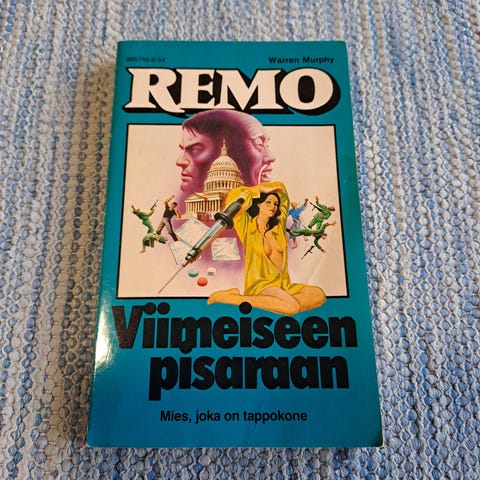 Warren Murphy
REMO
Viimeiseen
pisaraan
Mies, joka on tappokone